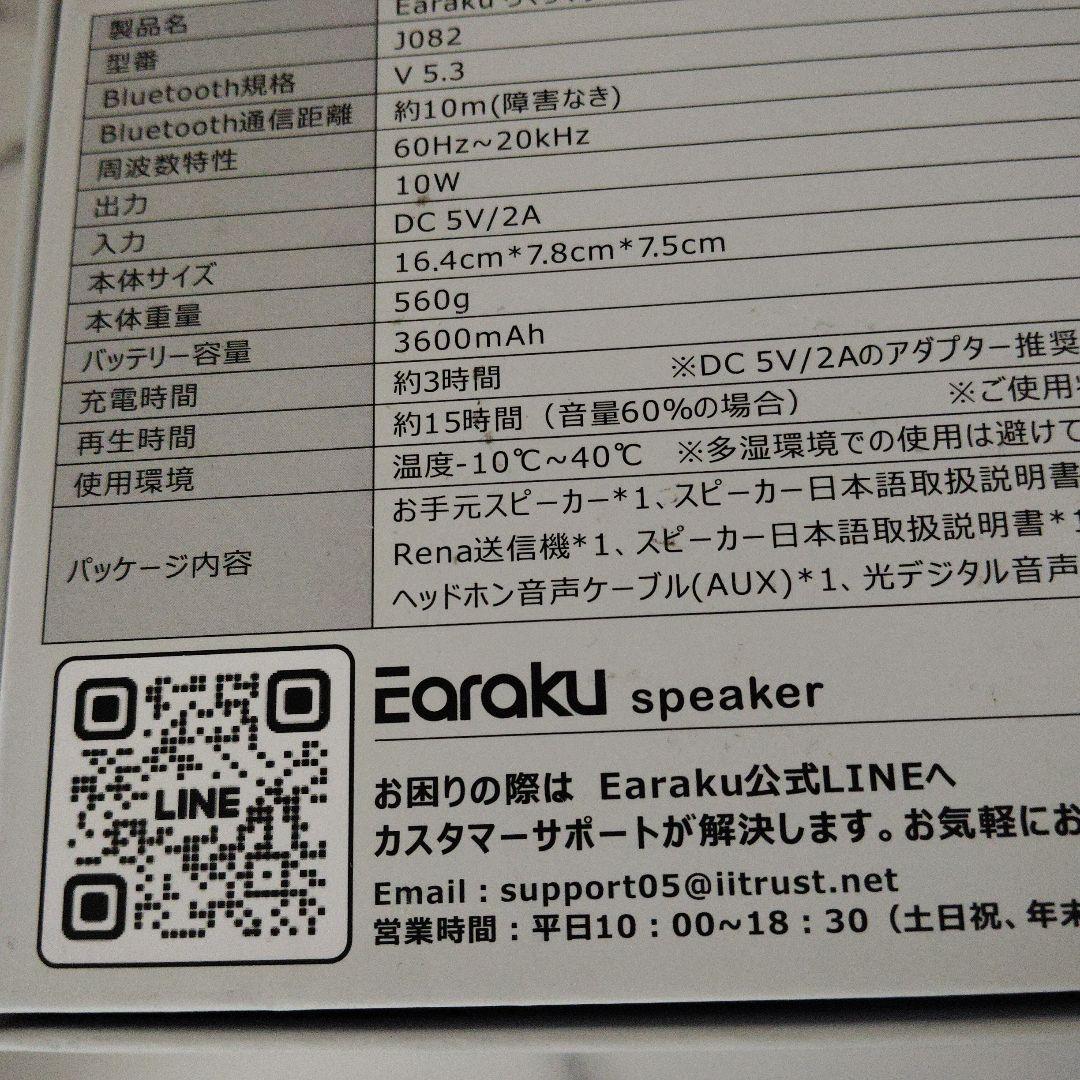 製品名 Earaku
型番 J082
Bluetooth規格 V 5.3
Bluetooth通信距離 約10m(障害なき)
周波数特性 60Hz~20kHz
出力 10W
入力 DC 5V/2A
本体サイズ 16.4cm*7.8cm*7.5cm
本体重量 560g
バッテリー容量 3600mAh
充電時間 約3時間 ※DC 5V/2Aのアダプター推奨
再生時間 約15時間（音量60%の場合） ※ご使用
使用環境 温度-10℃~40℃ ※多湿環境での使用は避けて
パッケージ内容
お手元スピーカー*1、スピーカー日本語取扱説明書
Rena送信機*1、スピーカー日本語取扱説明書*1
ヘッドホン音声ケーブル(AUX)*1、光デジタル音声
LINE
Earaku speaker
お困りの際は Earaku公式LINEへ
カスタマーサポートが解決します。お気軽にお
Email：support05@iitrust.net
営業時間：平日10：00~18：30（土日祝、年末